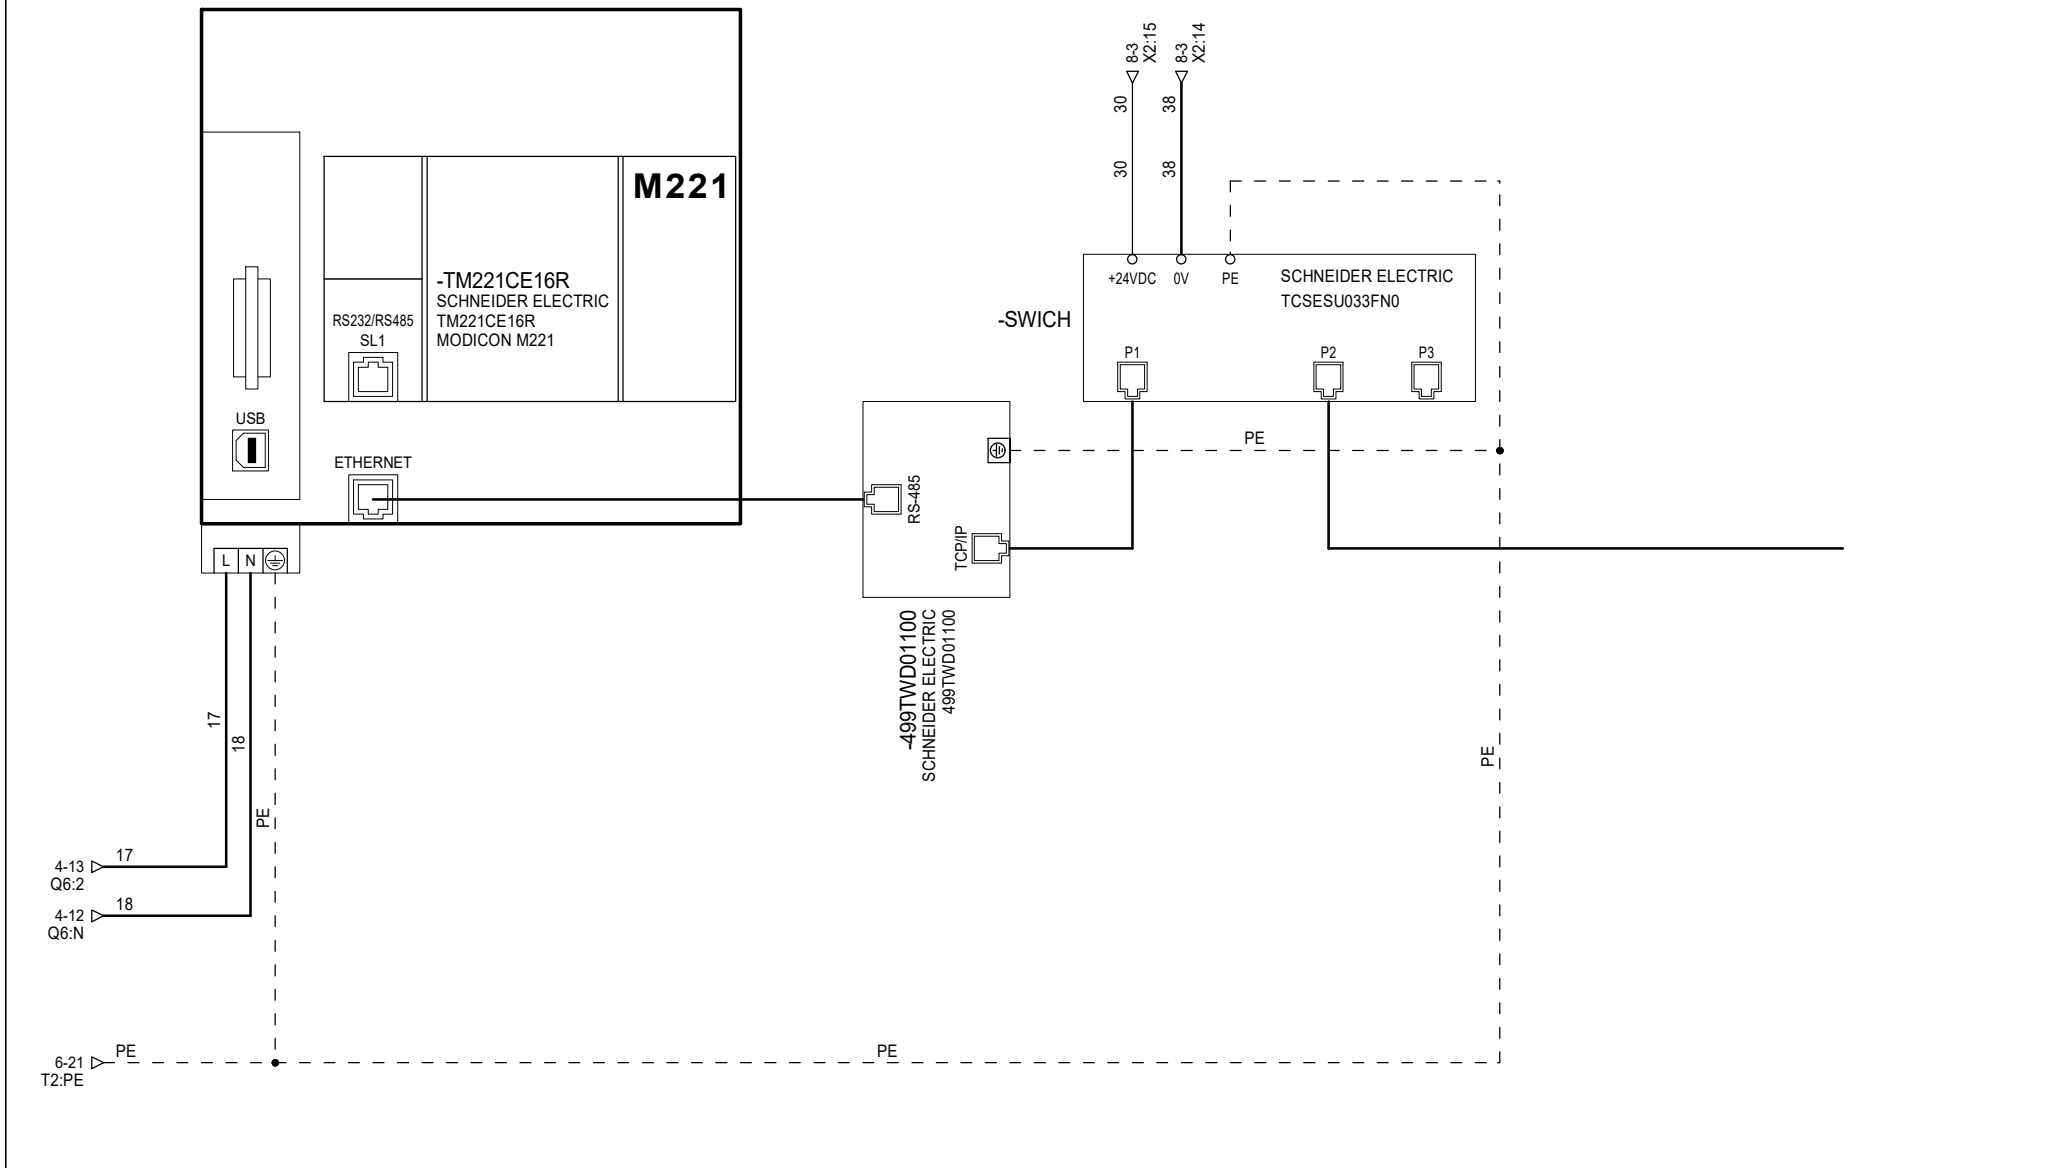 8-3
X2:15
8-3
X2:14
30
38
30
38
M221
-TM221CE16R
SCHNEIDER ELECTRIC
TM221CE16R
MODICON M221
RS232/RS485
SL1
USB
ETHERNET
L
N
-SWICH
+24VDC
0V
PE
SCHNEIDER ELECTRIC
TCSESU033FN0
P1
P2
P3
PE
RS-485
TCP/IP
-499TWD01100
SCHNEIDER ELECTRIC
499TWD01100
17
18
PE
PE
4-13
Q6:2
17
4-12
Q6:N
18
6-21
T2:PE
PE
PE